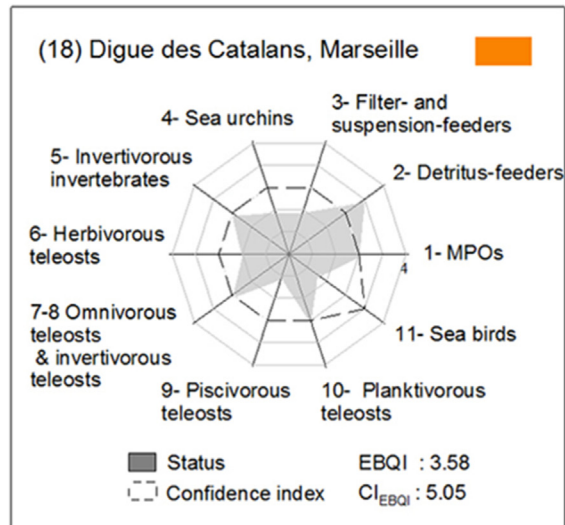 (18) Digue des Catalans, Marseille
4- Sea urchins
3- Filter- and
suspension-feeders
5- Invertivorous
invertebrates
2- Detritus-feeders
6- Herbivorous
teleosts
1- MPOs
4
7-8 Omnivorous
teleosts
& invertivorous
teleosts
11- Sea birds
9- Piscivorous
teleosts
10- Planktivorous
teleosts
Status
EBQI : 3.58
Confidence index
CI_EBQI : 5.05